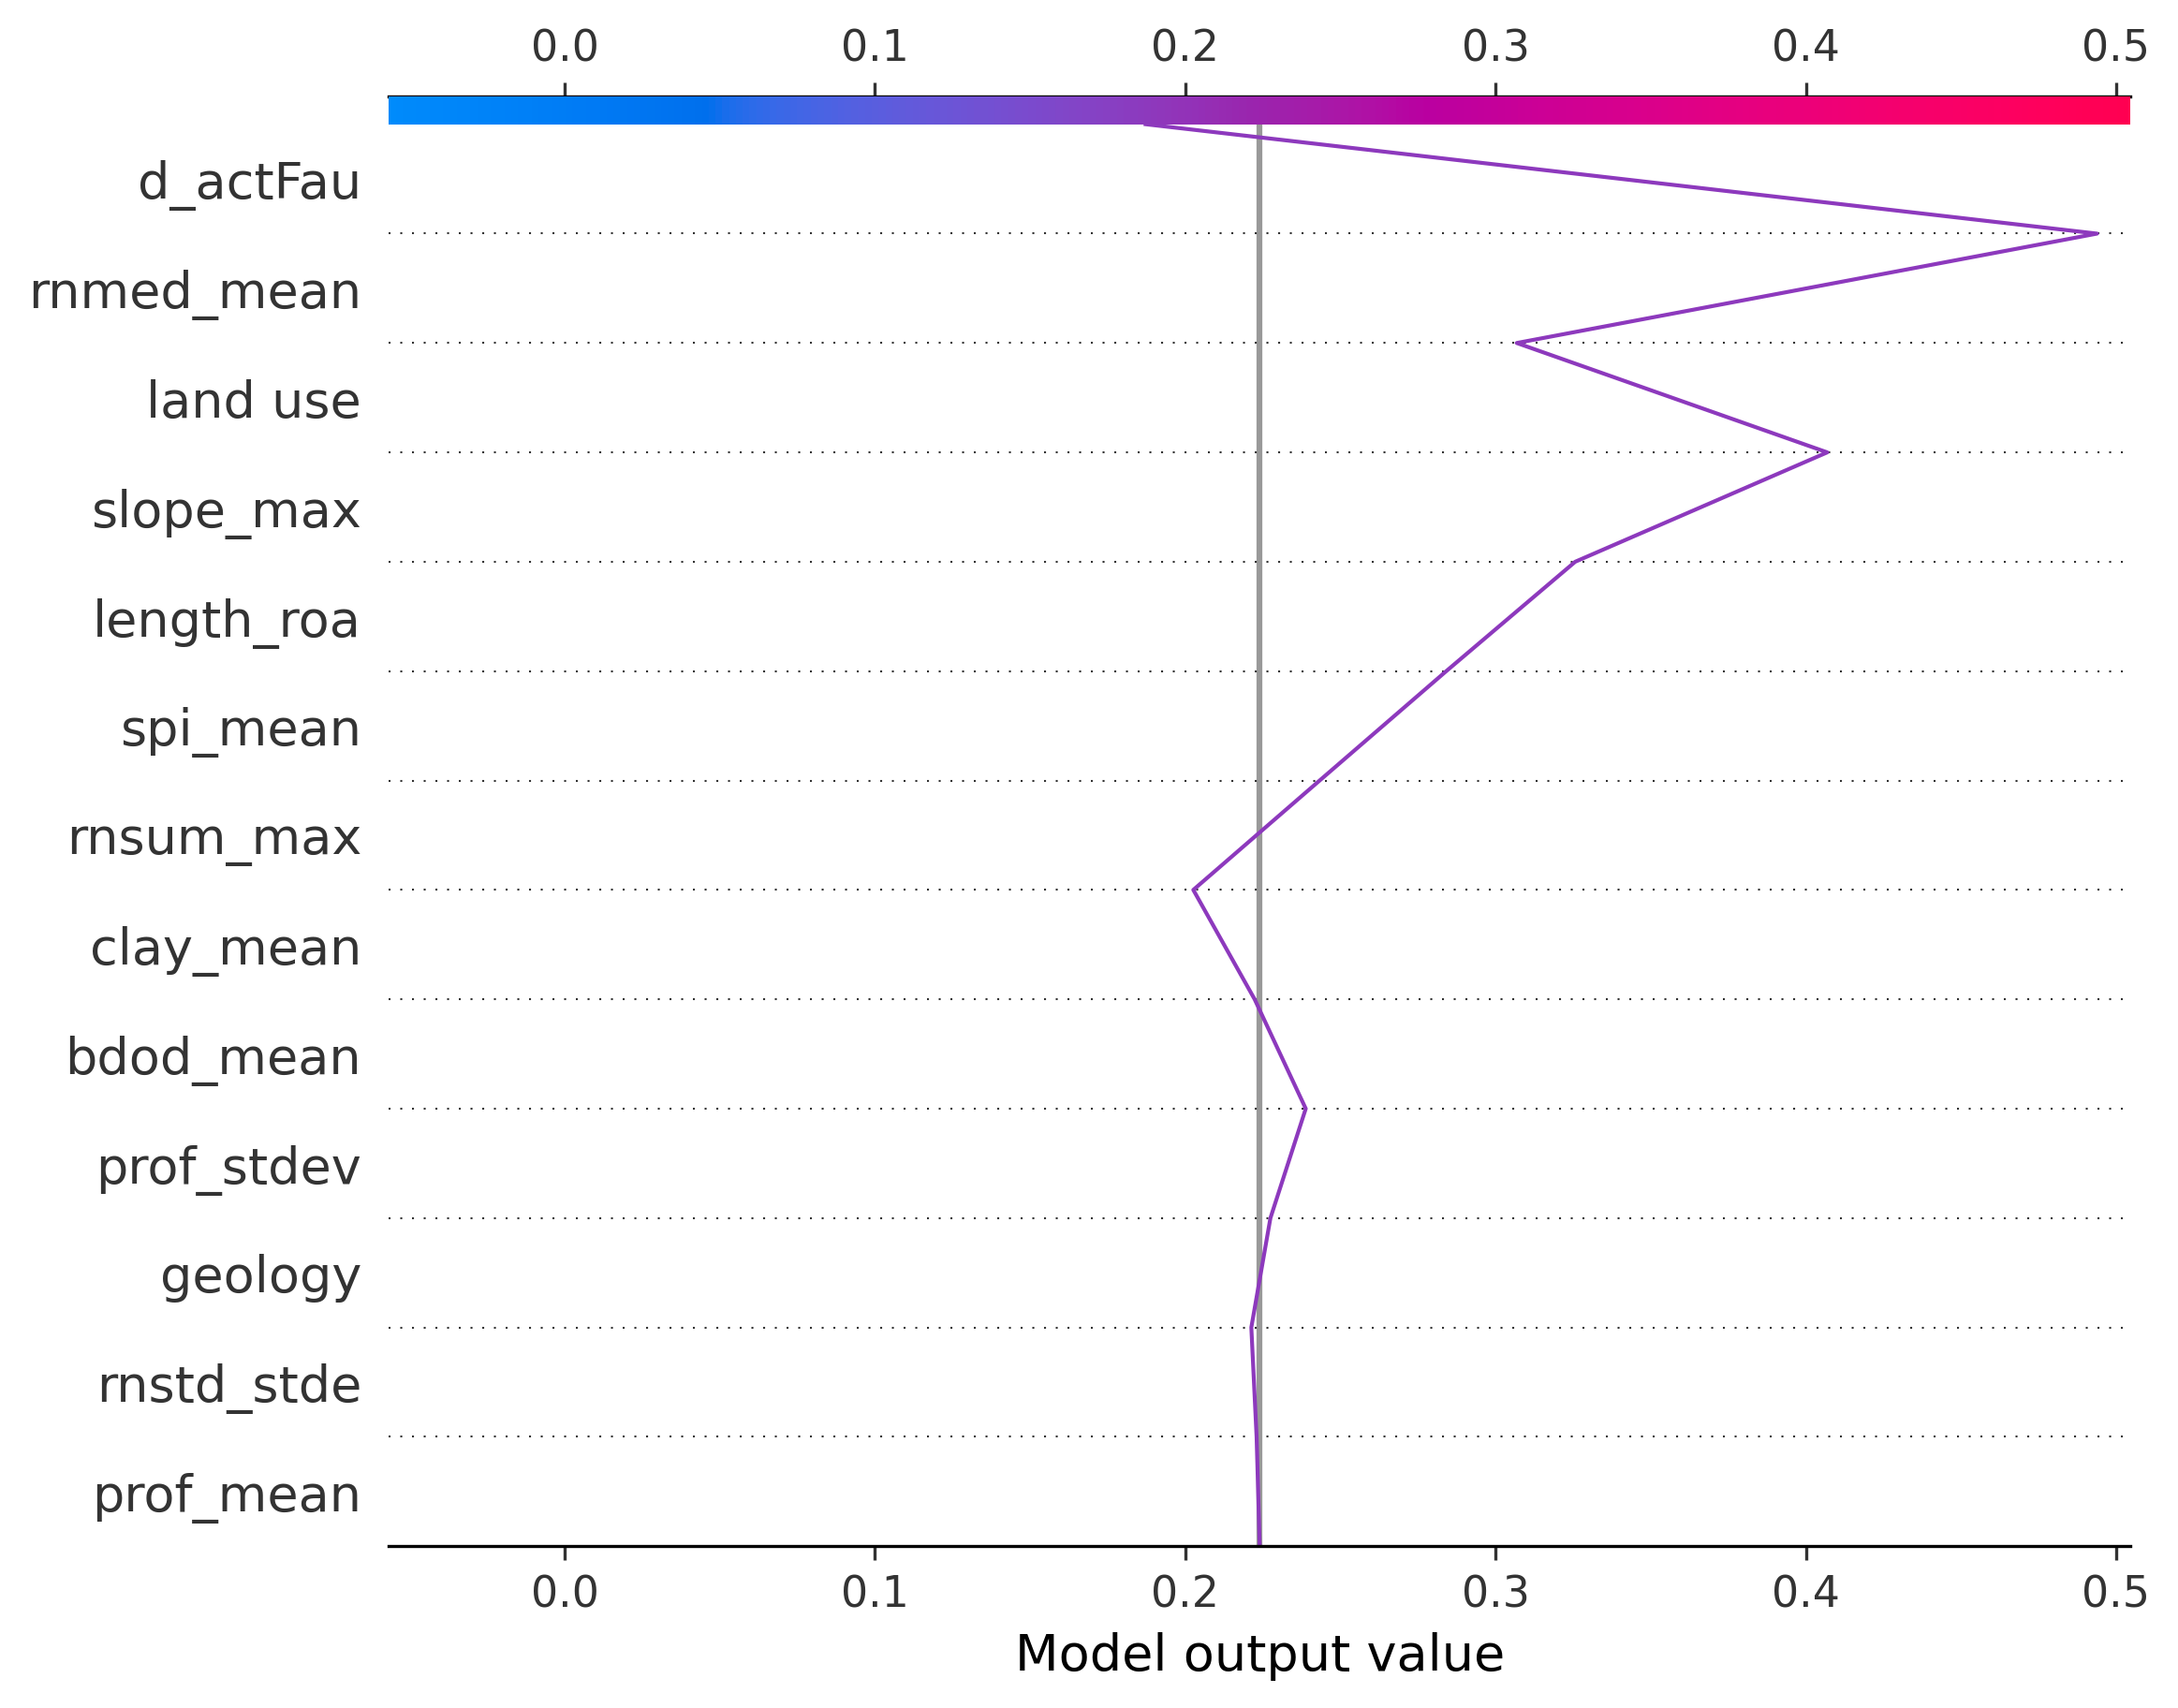 0.0 0.1 0.2 0.3 0.4 0.5
d_actFau
rnmed_mean
land use
slope_max
length_roa
spi_mean
rnsum_max
clay_mean
bdod_mean
prof_stdev
geology
rnstd_stde
prof_mean
0.0 0.1 0.2 0.3 0.4 0.5
Model output value